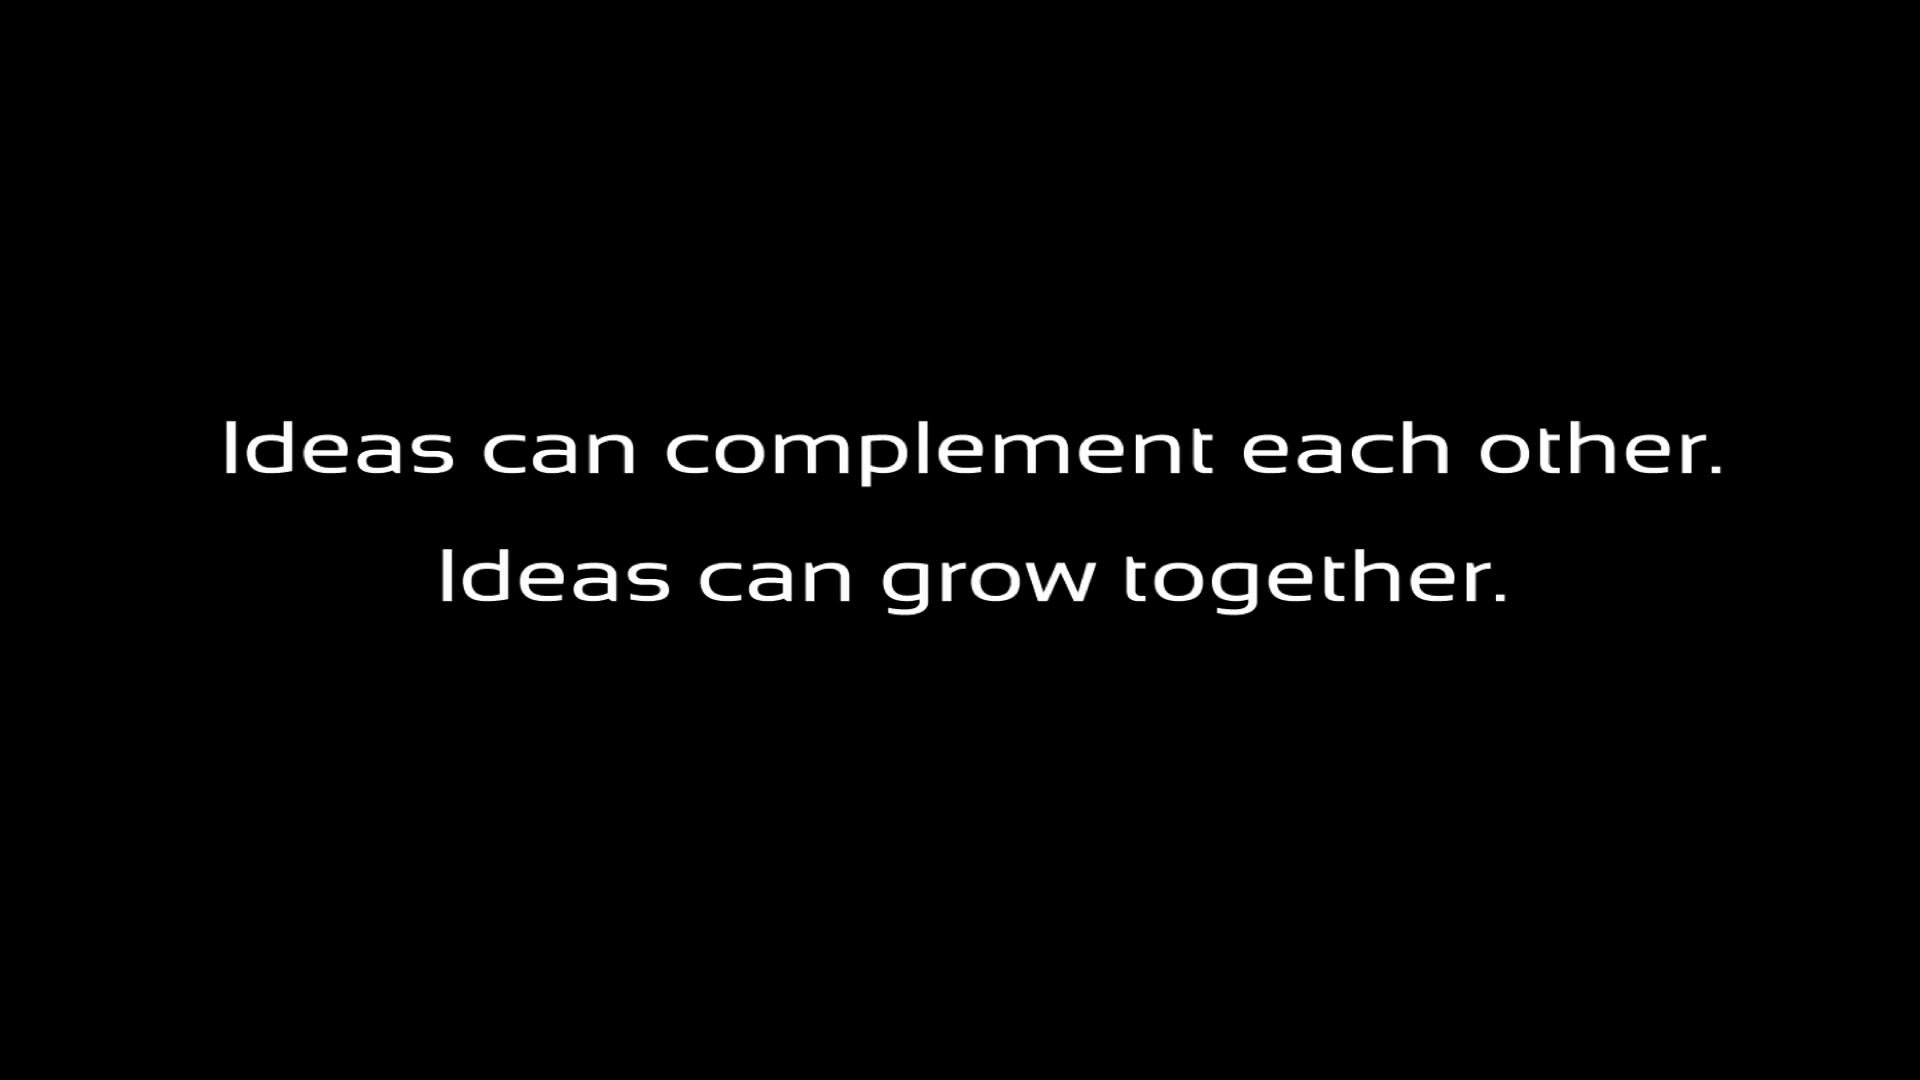 Ideas can complement each other.
Ideas can grow together.